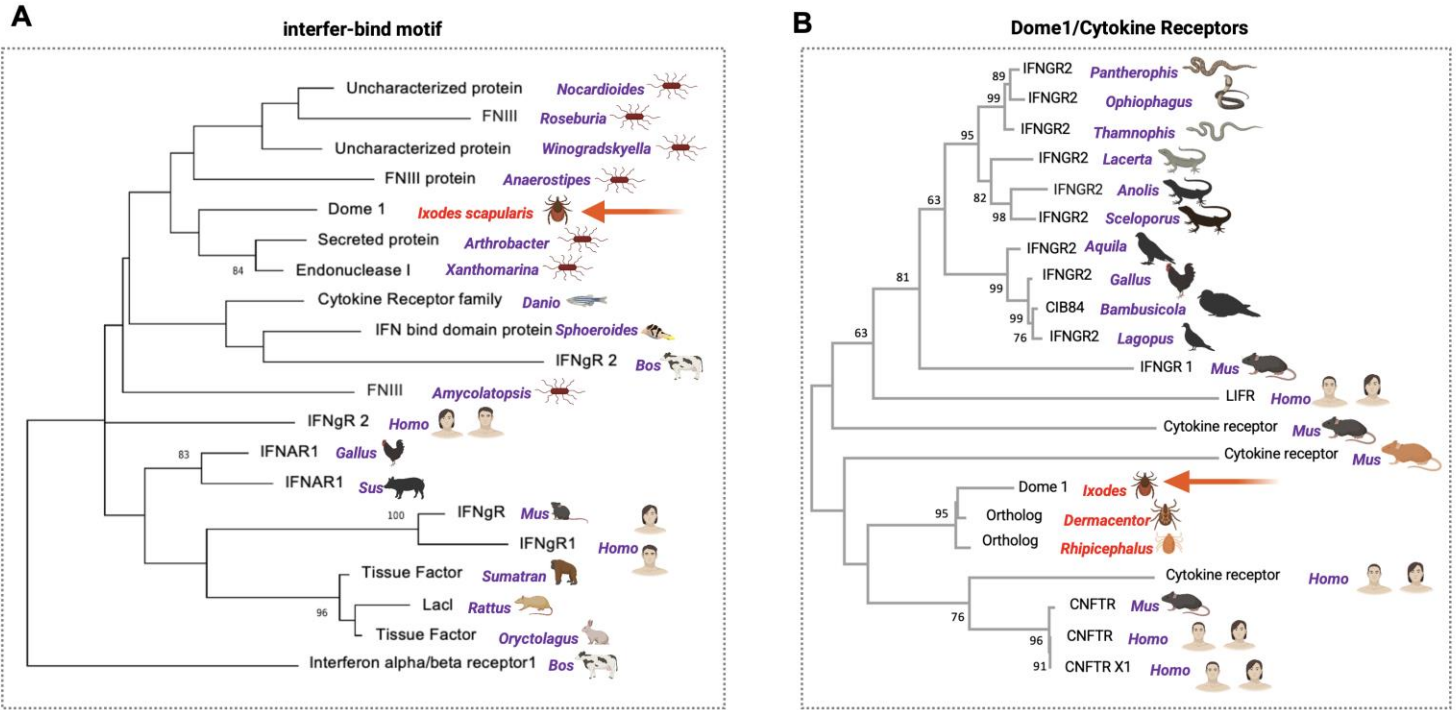 A
interfer-bind motif
Uncharacterized protein Nocardioides
FNIII Roseburia
Uncharacterized protein Winogradskyella
FNIII protein Anaerostipes
Dome 1 Ixodes scapularis
Secreted protein Arthrobacter
84 Endonuclease I Xanthomarina
Cytokine Receptor family Danio
IFN bind domain protein Sphoeroides
IFNgR 2 Bos
FNIII Amycolatopsis
IFNgR 2 Homo
83 IFNAR1 Gallus
IFNAR1 Sus
100 IFNgR Mus
IFNgR1 Homo
Tissue Factor Sumatran
96 LacI Rattus
Tissue Factor Oryctolagus
Interferon alpha/beta receptor1 Bos
B
Dome1/Cytokine Receptors
89 IFNGR2 Pantherophis
99 IFNGR2 Ophiophagus
95 IFNGR2 Thamnophis
IFNGR2 Lacerta
82 IFNGR2 Anolis
63 98 IFNGR2 Sceloporus
IFNGR2 Aquila
81 99 IFNGR2 Gallus
99 CIB84 Bambusicola
63 76 IFNGR2 Lagopus
IFNGR 1 Mus
LIFR Homo
Cytokine receptor Mus
Cytokine receptor Mus
Dome 1 Ixodes
95 Ortholog Dermacentor
Ortholog Rhipicephalus
Cytokine receptor Homo
76 CNFTR Mus
96 CNFTR Homo
91 CNFTR X1 Homo